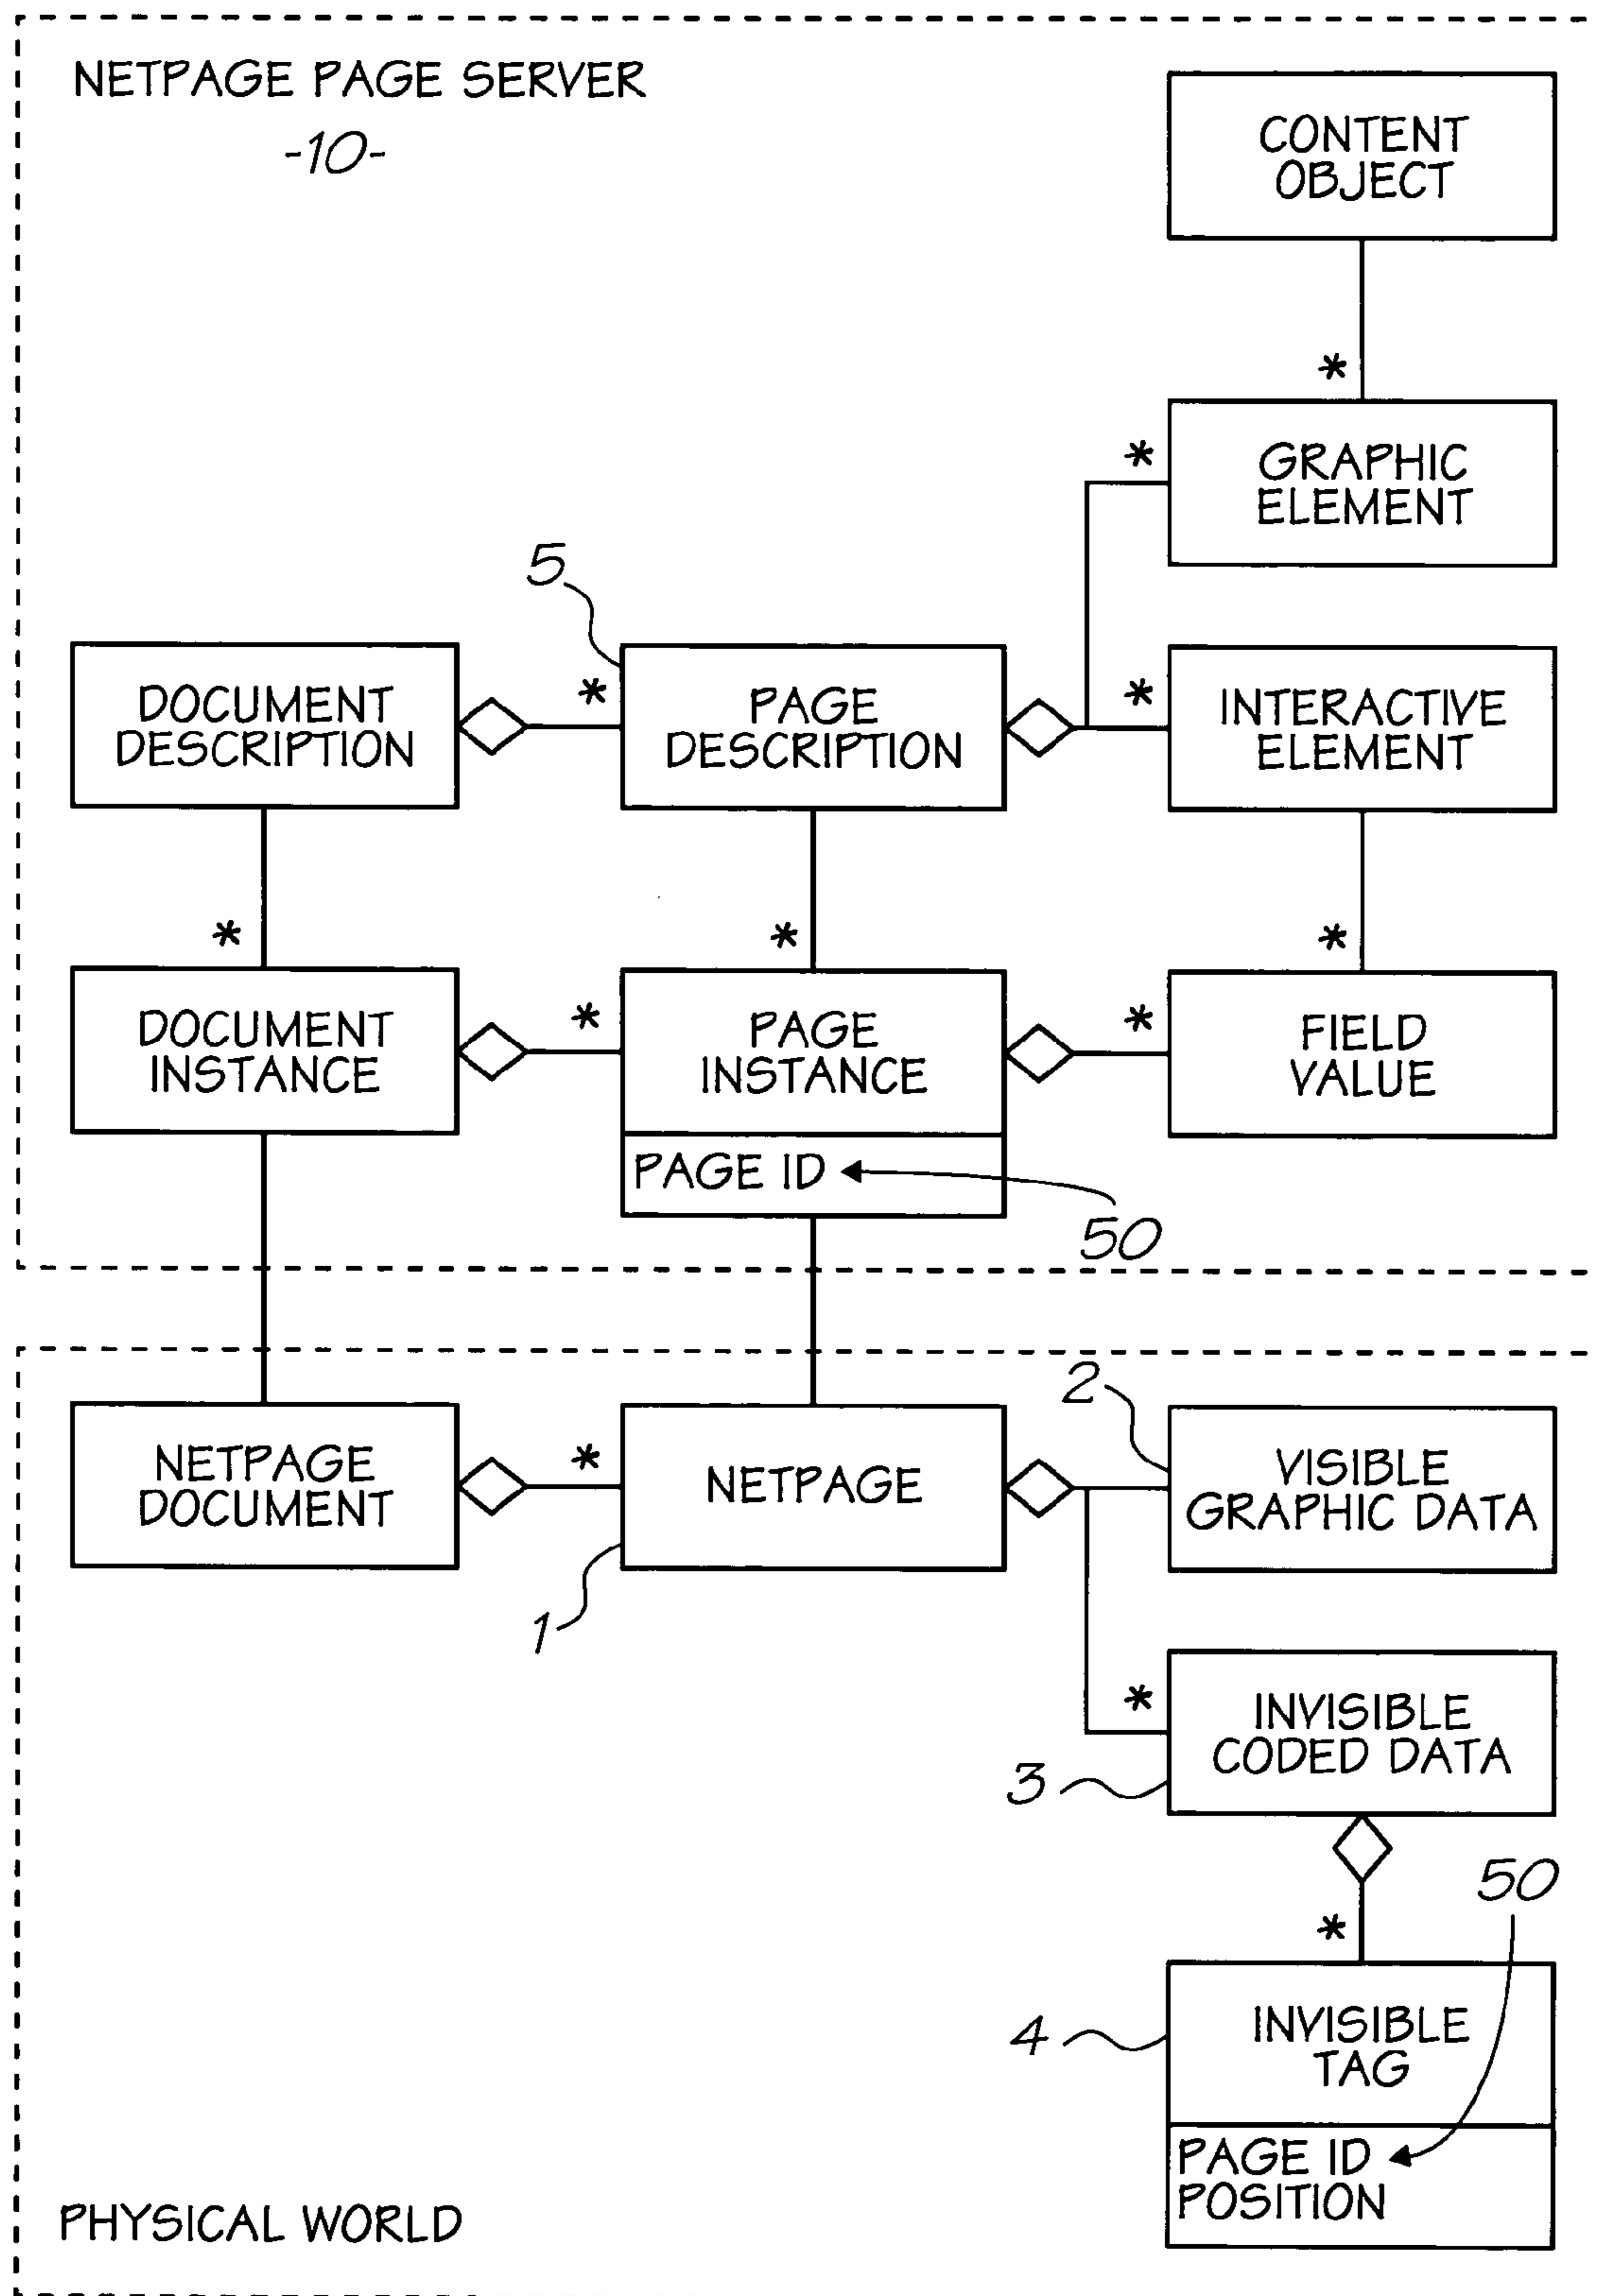 NETPAGE PAGE SERVER
-10-
CONTENT
OBJECT
*
*
GRAPHIC
ELEMENT
5
DOCUMENT
DESCRIPTION
*
PAGE
DESCRIPTION
*
INTERACTIVE
ELEMENT
*
*
*
DOCUMENT
INSTANCE
*
PAGE
INSTANCE
*
FIELD
VALUE
PAGE ID
50
2
NETPAGE
DOCUMENT
*
NETPAGE
VISIBLE
GRAPHIC DATA
1
*
INVISIBLE
CODED DATA
3
50
*
4
INVISIBLE
TAG
PAGE ID
POSITION
PHYSICAL WORLD